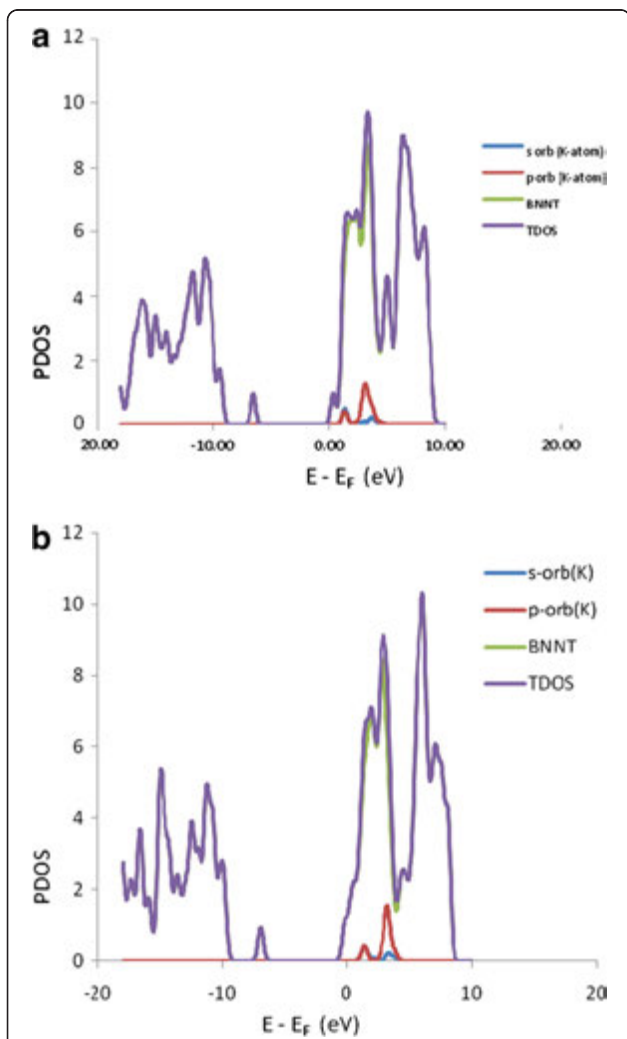 a
12
10
8
6
4
2
0
PDOS
20.00 -10.00 0.00 10.00 20.00
E - EF (eV)
s orb (K-atom)
p orb (K-atom)
BNNT
TDOS
b
12
10
8
6
4
2
0
PDOS
-20 -10 0 10 20
E - EF (eV)
s-orb(K)
p-orb(K)
BNNT
TDOS